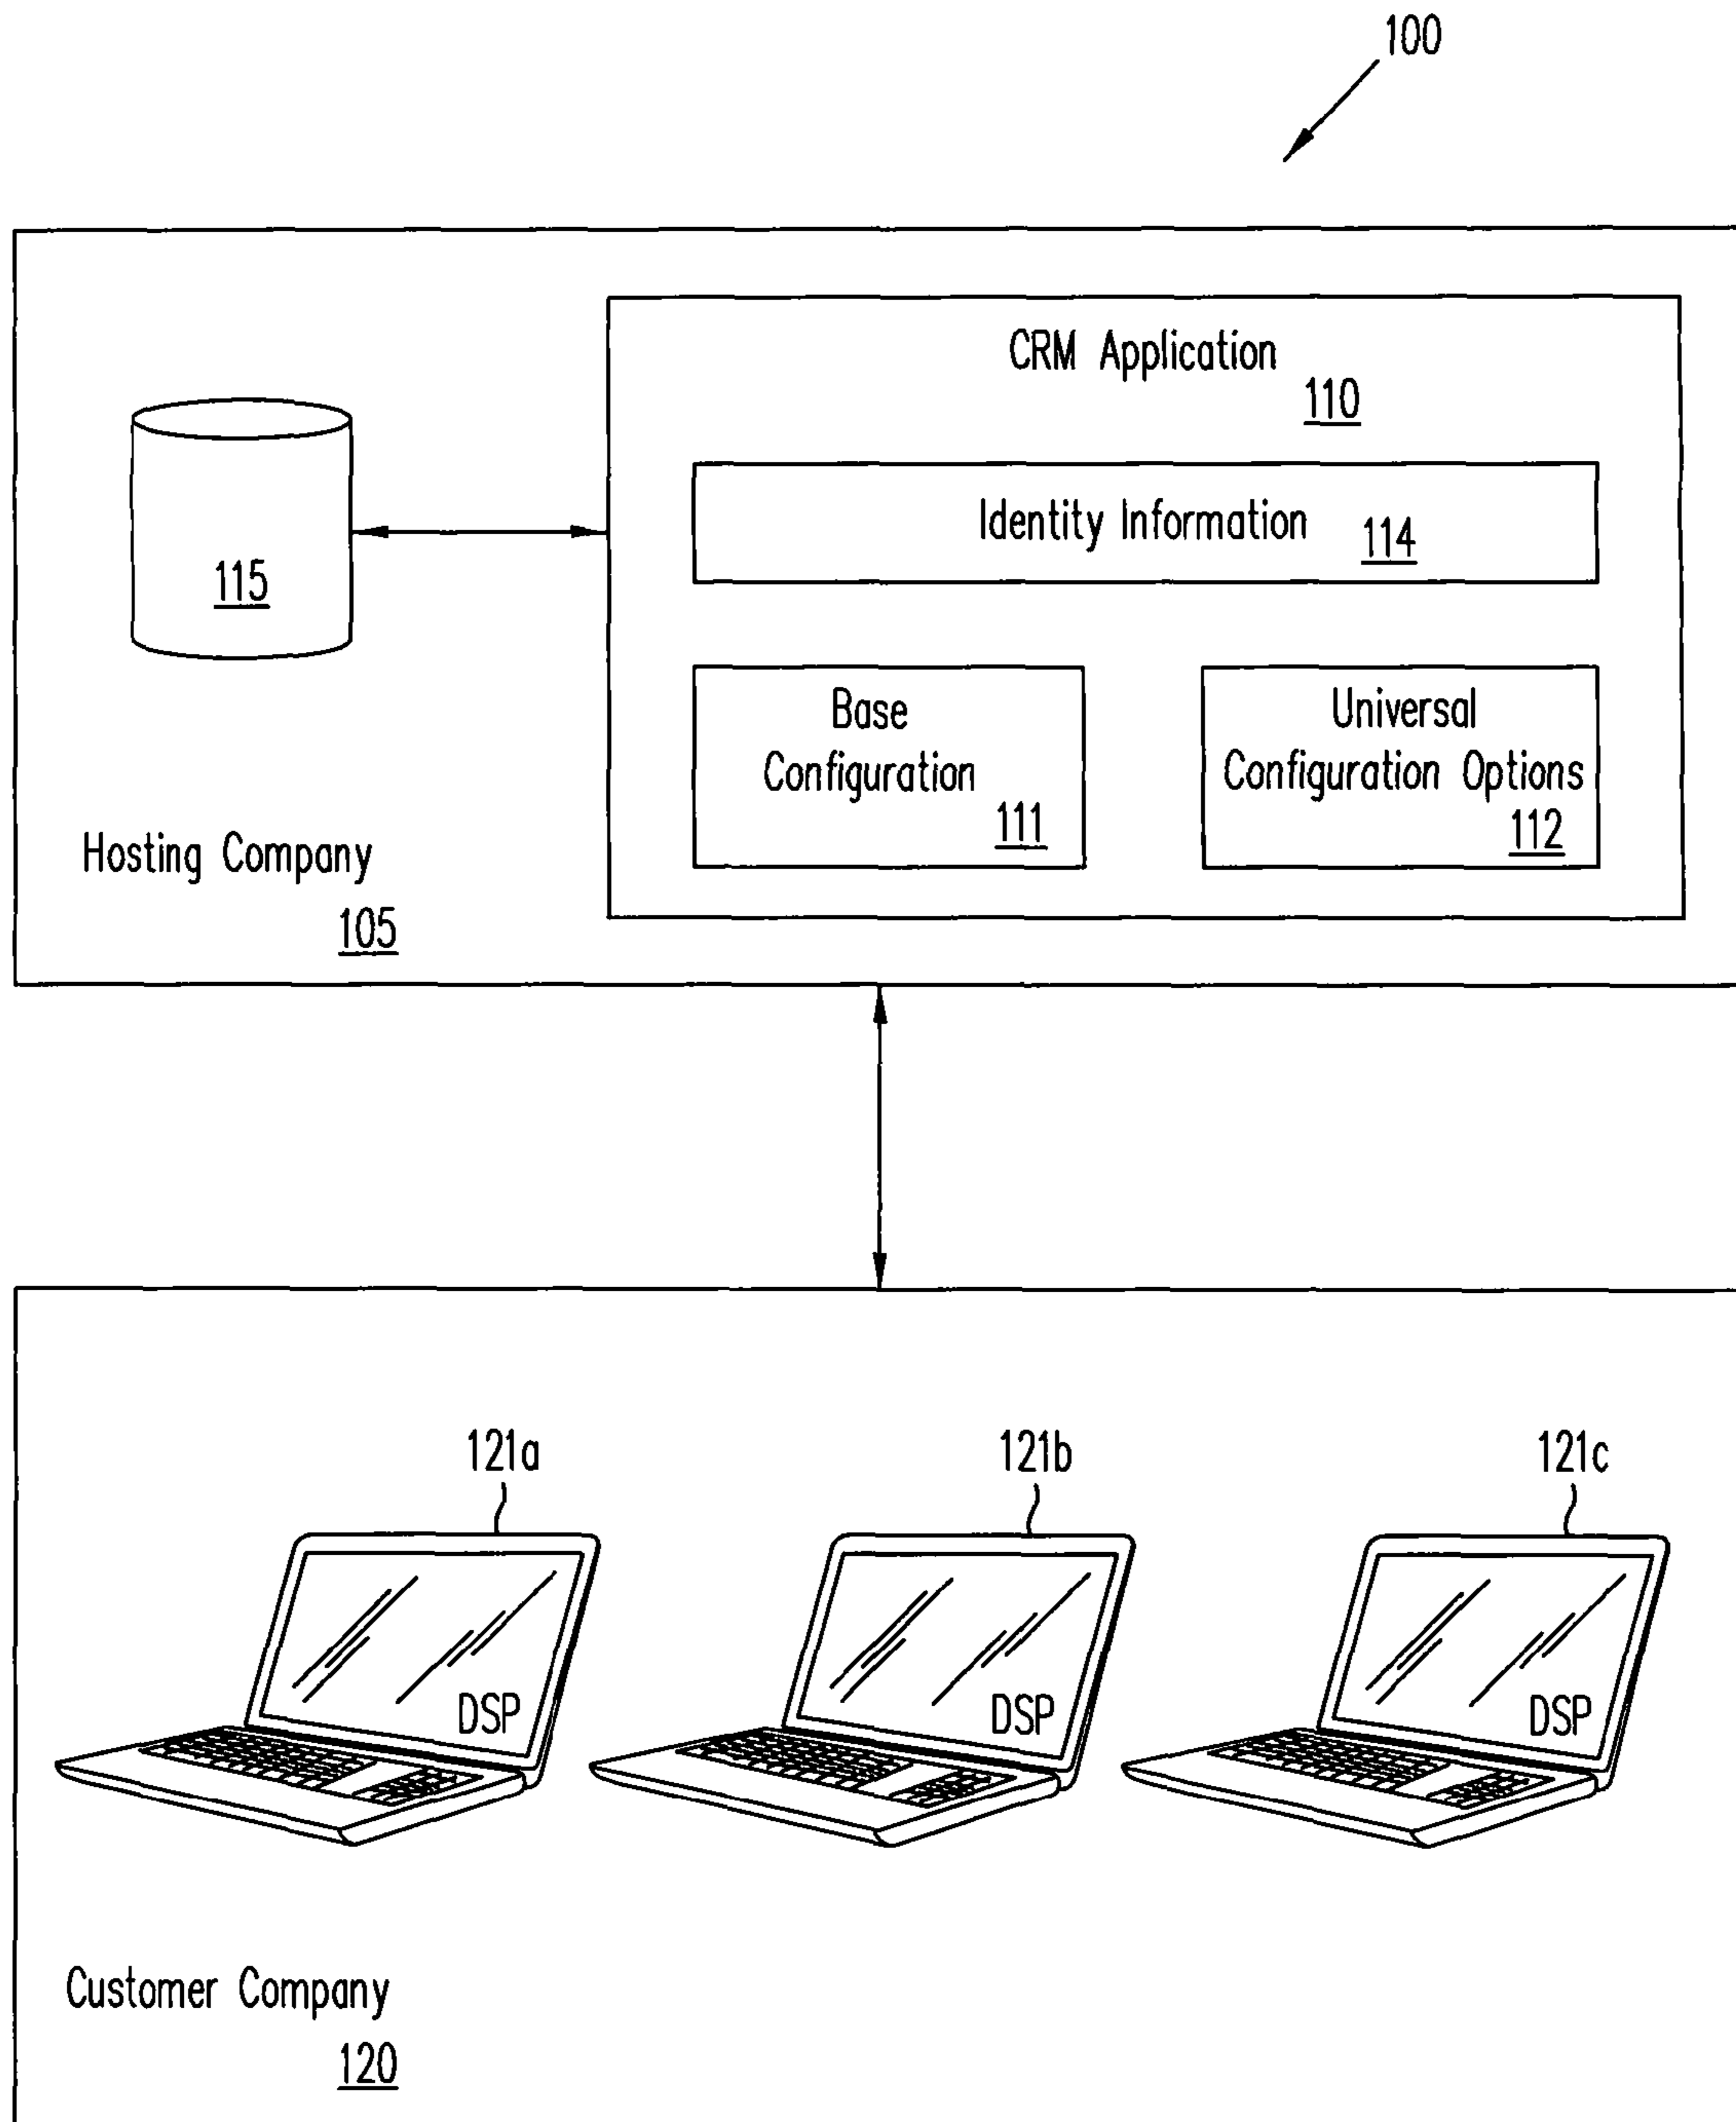 100
CRM Application
110
Identity Information
114
115
Base
Configuration
111
Universal
Configuration Options
112
Hosting Company
105
121a
121b
121c
DSP
DSP
DSP
Customer Company
120